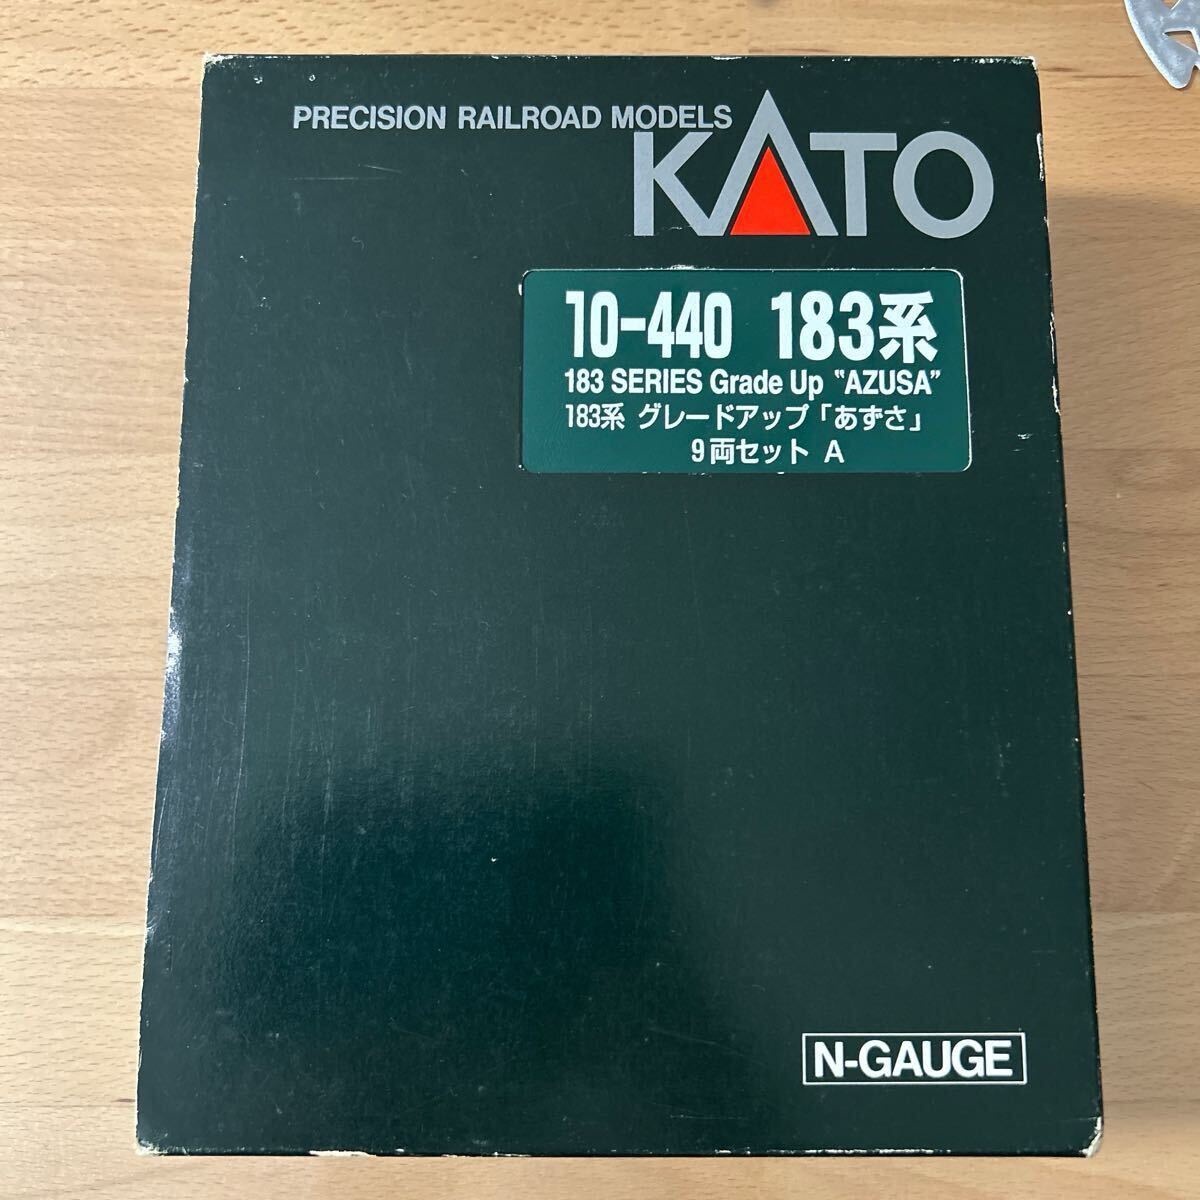 PRECISION RAILROAD MODELS
KATO
10-440 183系
183 SERIES Grade Up "AZUSA"
183系 グレードアップ「あずさ」
9両セット A
N-GAUGE